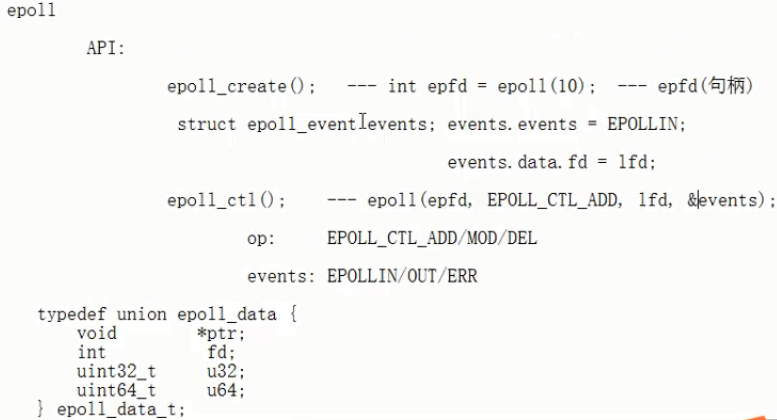 epoll
API:
epoll_create(); --- int epfd = epoll(10); --- epfd(句柄)
struct epoll_event events; events.events = EPOLLIN;
events.data.fd = lfd;
epoll_ctl(); --- epoll(epfd, EPOLL_CTL_ADD, lfd, &events);
op: EPOLL_CTL_ADD/MOD/DEL
events: EPOLLIN/OUT/ERR
typedef union epoll_data {
void *ptr;
int fd;
uint32_t u32;
uint64_t u64;
} epoll_data_t;